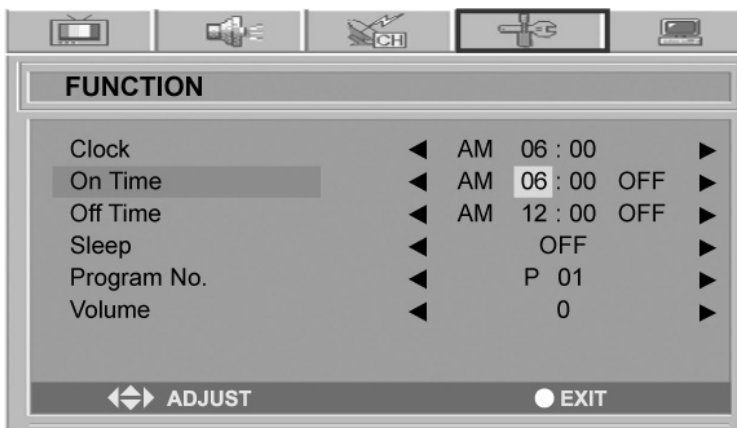 CH
FUNCTION
Clock AM 06 : 00
On Time AM 06 : 00 OFF
Off Time AM 12 : 00 OFF
Sleep OFF
Program No. P 01
Volume 0
ADJUST EXIT